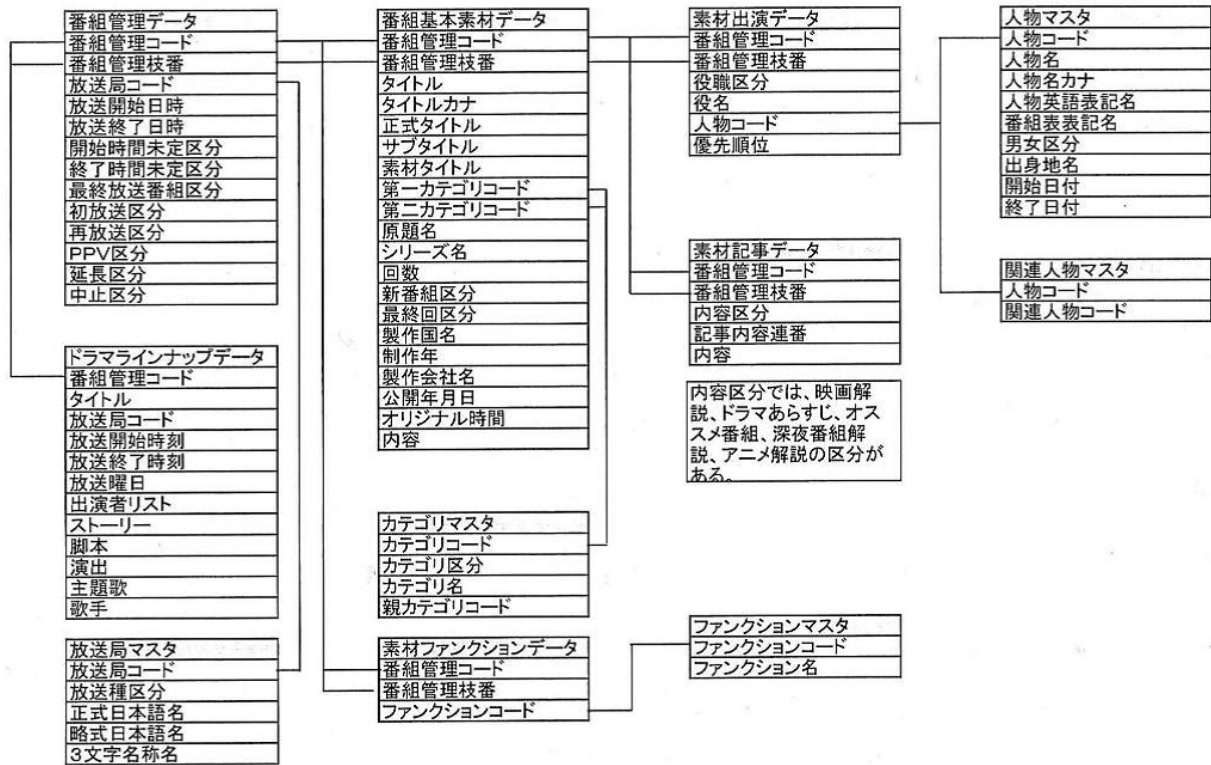 番組管理データ
番組管理コード
番組管理枝番
放送局コード
放送開始日時
放送終了日時
開始時間未定区分
終了時間未定区分
最終放送番組区分
初放送区分
再放送区分
PPV区分
延長区分
中止区分
ドラマラインナップデータ
番組管理コード
タイトル
放送局コード
放送開始時刻
放送終了時刻
放送曜日
出演者リスト
ストーリー
脚本
演出
主題歌
歌手
放送局マスタ
放送局コード
放送種区分
正式日本語名
略式日本語名
3文字名称名
番組基本素材データ
番組管理コード
番組管理枝番
タイトル
タイトルカナ
正式タイトル
サブタイトル
素材タイトル
第一カテゴリコード
第二カテゴリコード
原題名
シリーズ名
回数
新番組区分
最終回区分
製作国名
制作年
製作会社名
公開年月日
オリジナル時間
内容
カテゴリマスタ
カテゴリコード
カテゴリ区分
カテゴリ名
親カテゴリコード
素材ファンクションデータ
番組管理コード
番組管理枝番
ファンクションコード
素材出演データ
番組管理コード
番組管理枝番
役職区分
役名
人物コード
優先順位
素材記事データ
番組管理コード
番組管理枝番
内容区分
記事内容連番
内容
内容区分では、映画解
説、ドラマあらすじ、オス
スメ番組、深夜番組解
説、アニメ解説の区分が
ある。
ファンクションマスタ
ファンクションコード
ファンクション名
人物マスタ
人物コード
人物名
人物名カナ
人物英語表記名
番組表表記名
男女区分
出身地名
開始日付
終了日付
関連人物マスタ
人物コード
関連人物コード